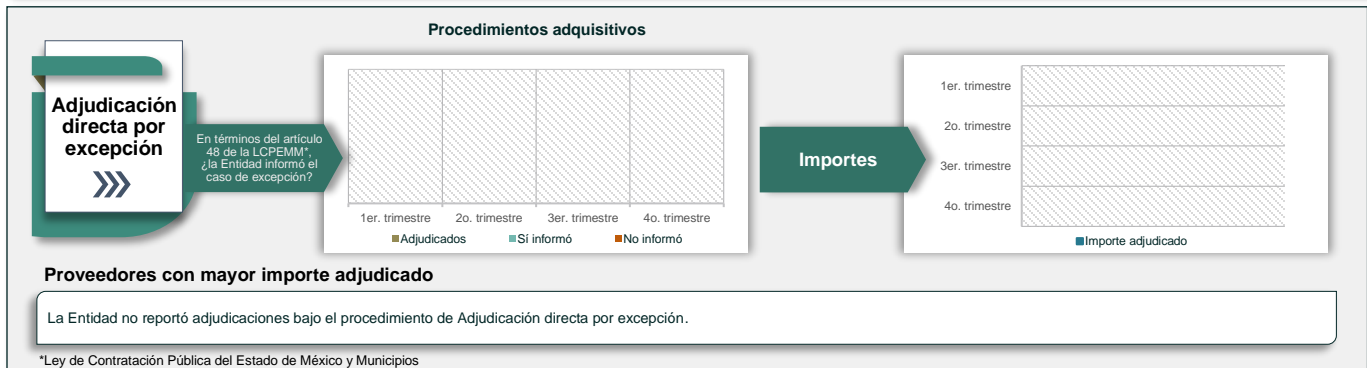 Procedimientos adquisitivos
Adjudicación
directa por
excepción
En términos del artículo
48 de la LCPEMM*,
¿la Entidad informó el
caso de excepción?
1er. trimestre 2o. trimestre 3er. trimestre 4o. trimestre
Adjudicados Sí informó No informó
Importes
1er. trimestre
2o. trimestre
3er. trimestre
4o. trimestre
Importe adjudicado
Proveedores con mayor importe adjudicado
La Entidad no reportó adjudicaciones bajo el procedimiento de Adjudicación directa por excepción.
*Ley de Contratación Pública del Estado de México y Municipios